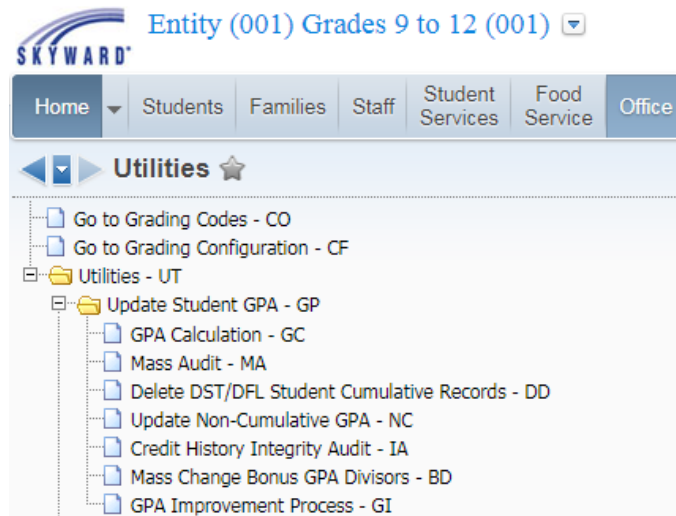 Entity (001) Grades 9 to 12 (001)
SKYWARD®
Home Students Families Staff Student Services Food Service Office
Utilities
Go to Grading Codes - CO
Go to Grading Configuration - CF
Utilities - UT
Update Student GPA - GP
GPA Calculation - GC
Mass Audit - MA
Delete DST/DFL Student Cumulative Records - DD
Update Non-Cumulative GPA - NC
Credit History Integrity Audit - IA
Mass Change Bonus GPA Divisors - BD
GPA Improvement Process - GI